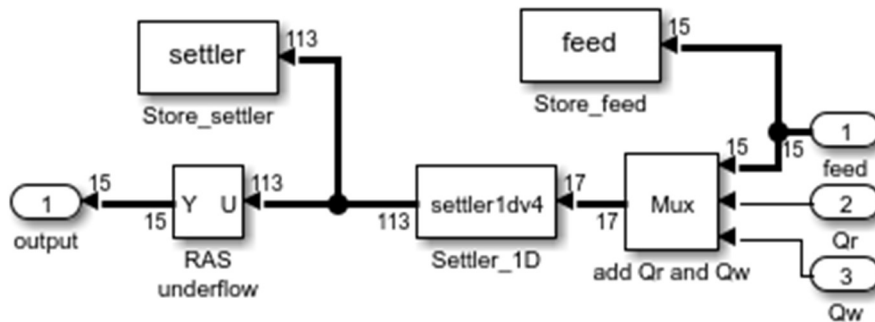 settler
113
Store_settler
feed
15
Store_feed
1
15
feed
15
1
15
output
15
Y U
113
RAS
underflow
113
settler1dv4
17
Settler_1D
17
Mux
add Qr and Qw
2
Qr
3
Qw